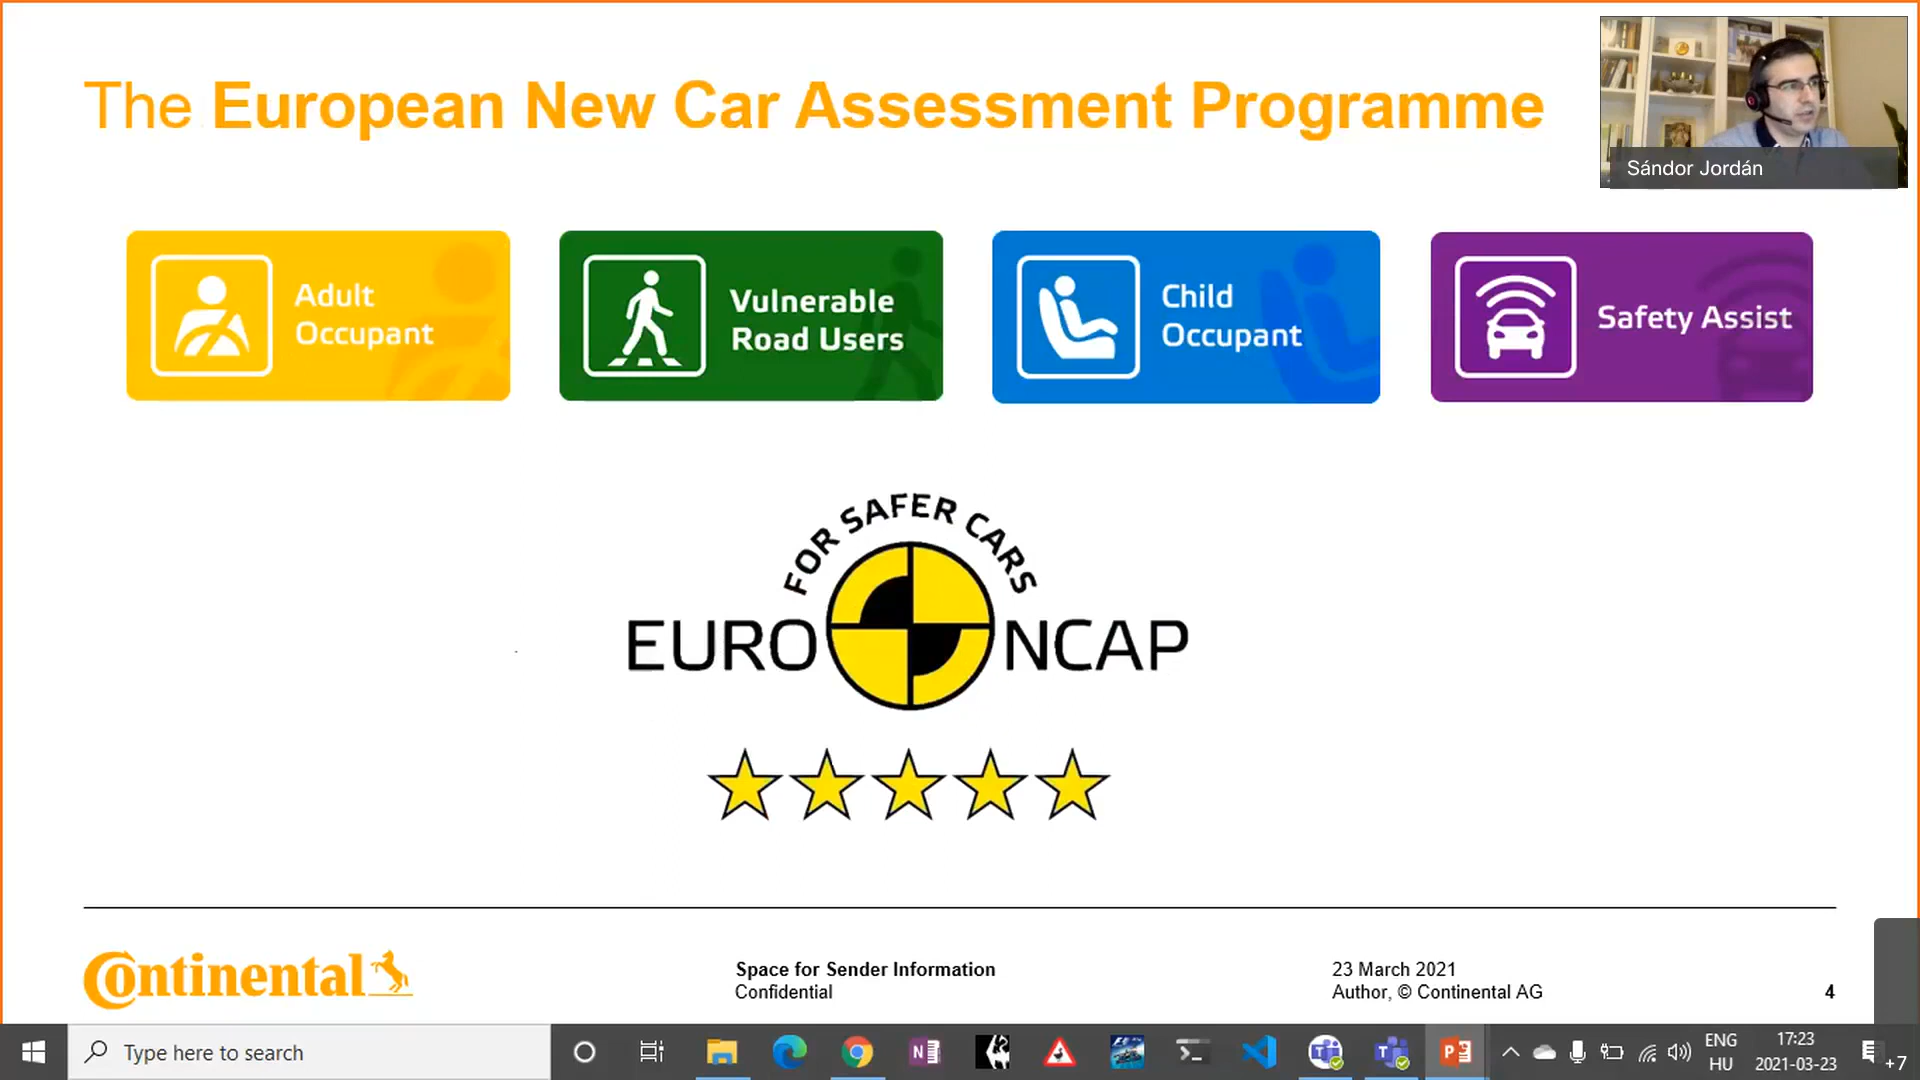 The European New Car Assessment Programme
Sándor Jordán
Adult
Occupant
Vulnerable
Road Users
Child
Occupant
Safety Assist
FOR SAFER CARS
EURO NCAP
Continental
Space for Sender Information
Confidential
23 March 2021
Author, © Continental AG
4
Type here to search
ENG
HU
17:23
2021-03-23
+7